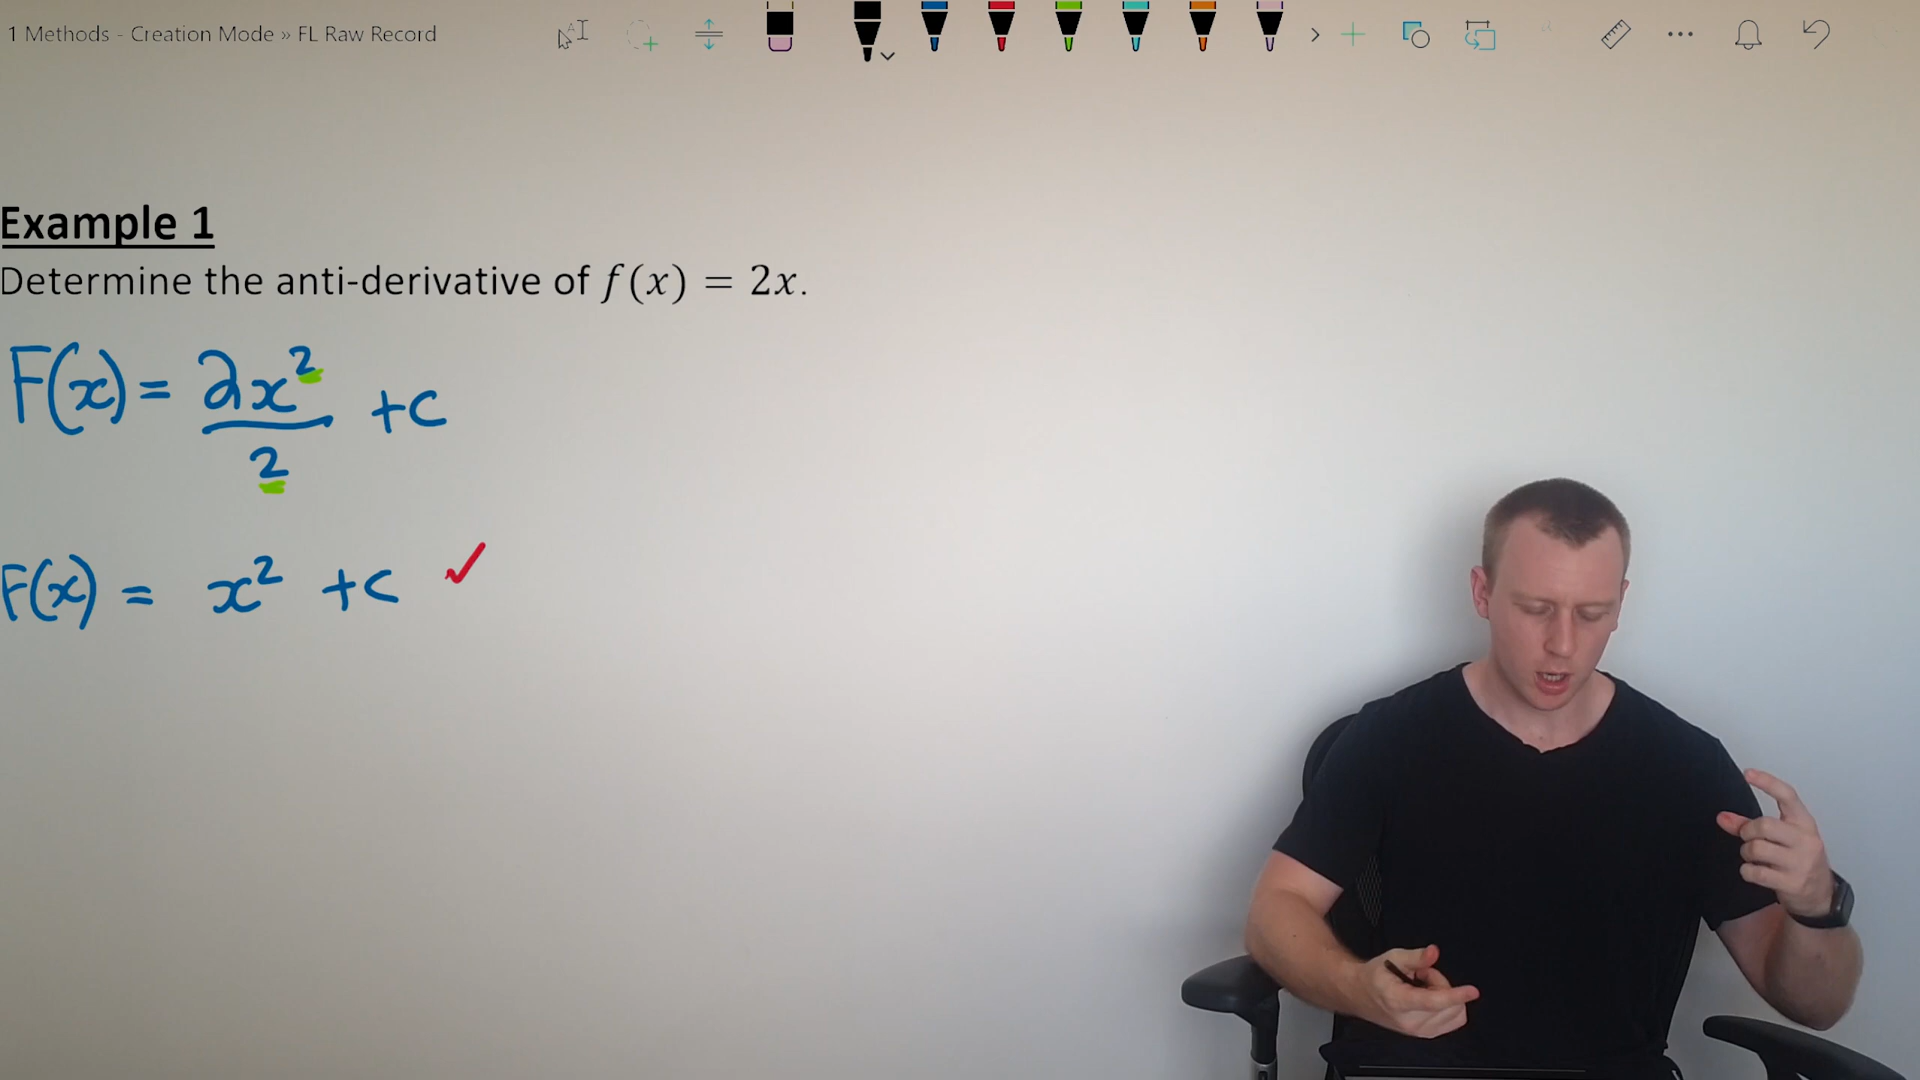 1 Methods - Creation Mode » FL Raw Record
Example 1
Determine the anti-derivative of f(x) = 2x.
F(x) = 2x²/2 + c
F(x) = x² + c ✓